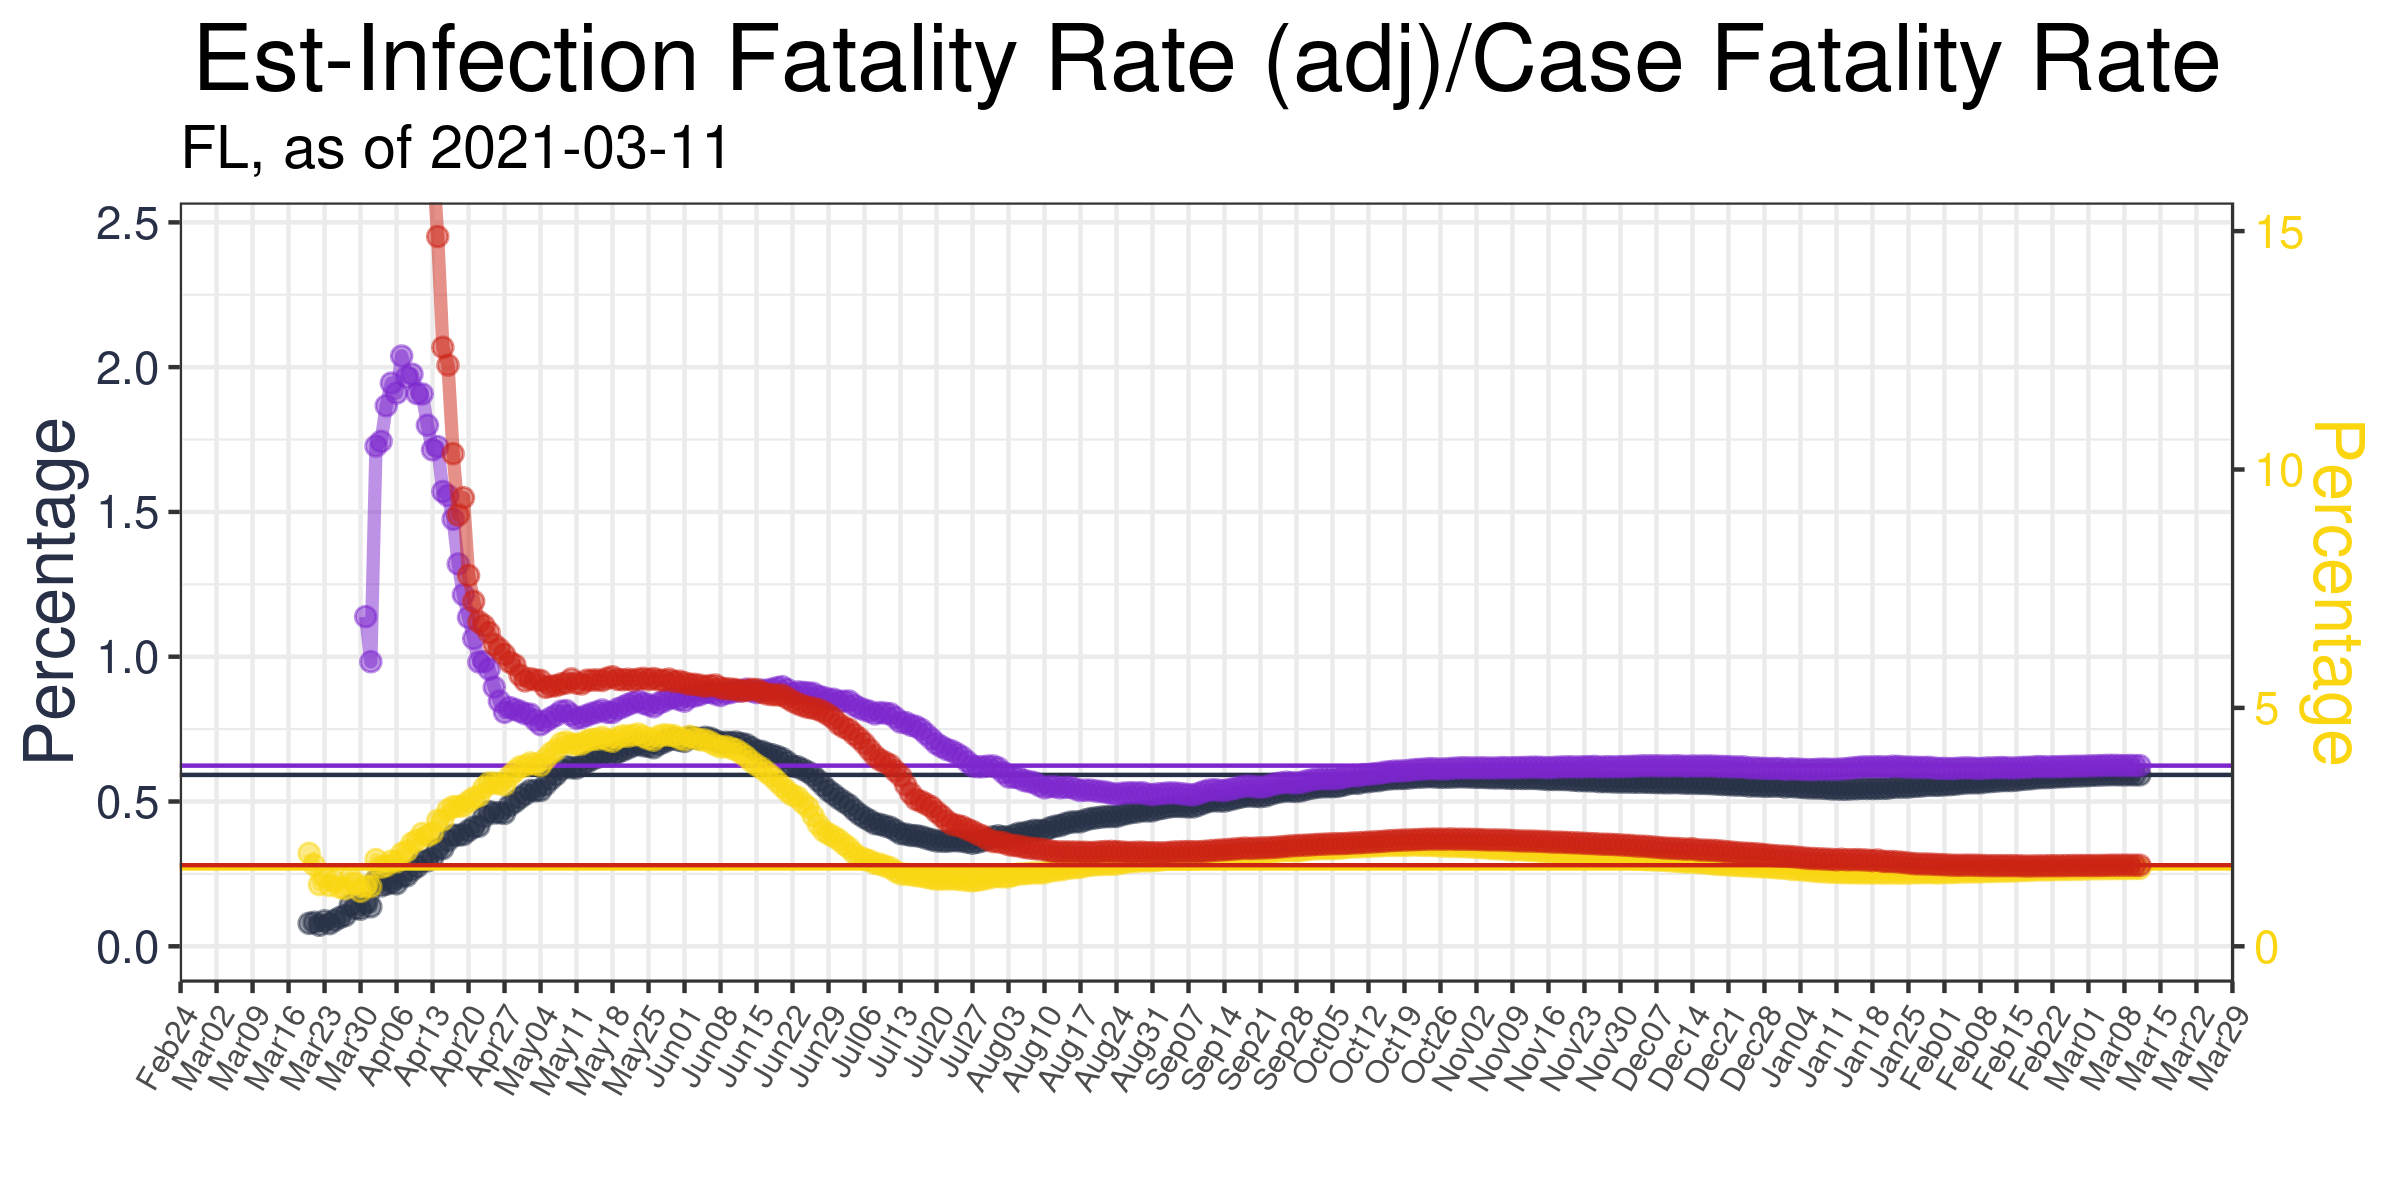 Est-Infection Fatality Rate (adj)/Case Fatality Rate
FL, as of 2021-03-11
Percentage
2.5
2.0
1.5
1.0
0.5
0.0
15
10
5
0
Percentage
Feb24
Mar02
Mar09
Mar16
Mar23
Mar30
Apr06
Apr13
Apr20
Apr27
May04
May11
May18
May25
Jun01
Jun08
Jun15
Jun22
Jun29
Jul06
Jul13
Jul20
Jul27
Aug03
Aug10
Aug17
Aug24
Aug31
Sep07
Sep14
Sep21
Sep28
Oct05
Oct12
Oct19
Oct26
Nov02
Nov09
Nov16
Nov23
Nov30
Dec07
Dec14
Dec21
Dec28
Jan04
Jan11
Jan18
Jan25
Feb01
Feb08
Feb15
Feb22
Mar01
Mar08
Mar15
Mar22
Mar29